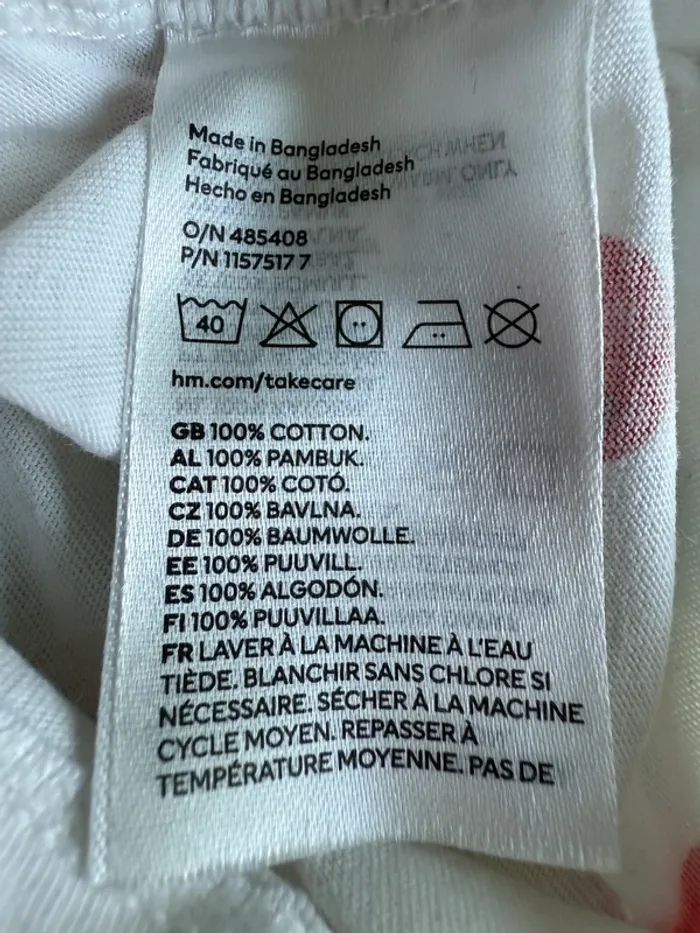 Made in Bangladesh
Fabriqué au Bangladesh
Hecho en Bangladesh
O/N 485408
P/N 1157517 7
40
hm.com/takecare
GB 100% COTTON.
AL 100% PAMBUK.
CAT 100% COTÓ.
CZ 100% BAVLNA.
DE 100% BAUMWOLLE.
EE 100% PUUVILL.
ES 100% ALGODÓN.
FI 100% PUUVILLAA.
FR LAVER À LA MACHINE À L'EAU
TIÈDE. BLANCHIR SANS CHLORE SI
NÉCESSAIRE. SÉCHER À LA MACHINE
CYCLE MOYEN. REPASSER À
TEMPÉRATURE MOYENNE. PAS DE